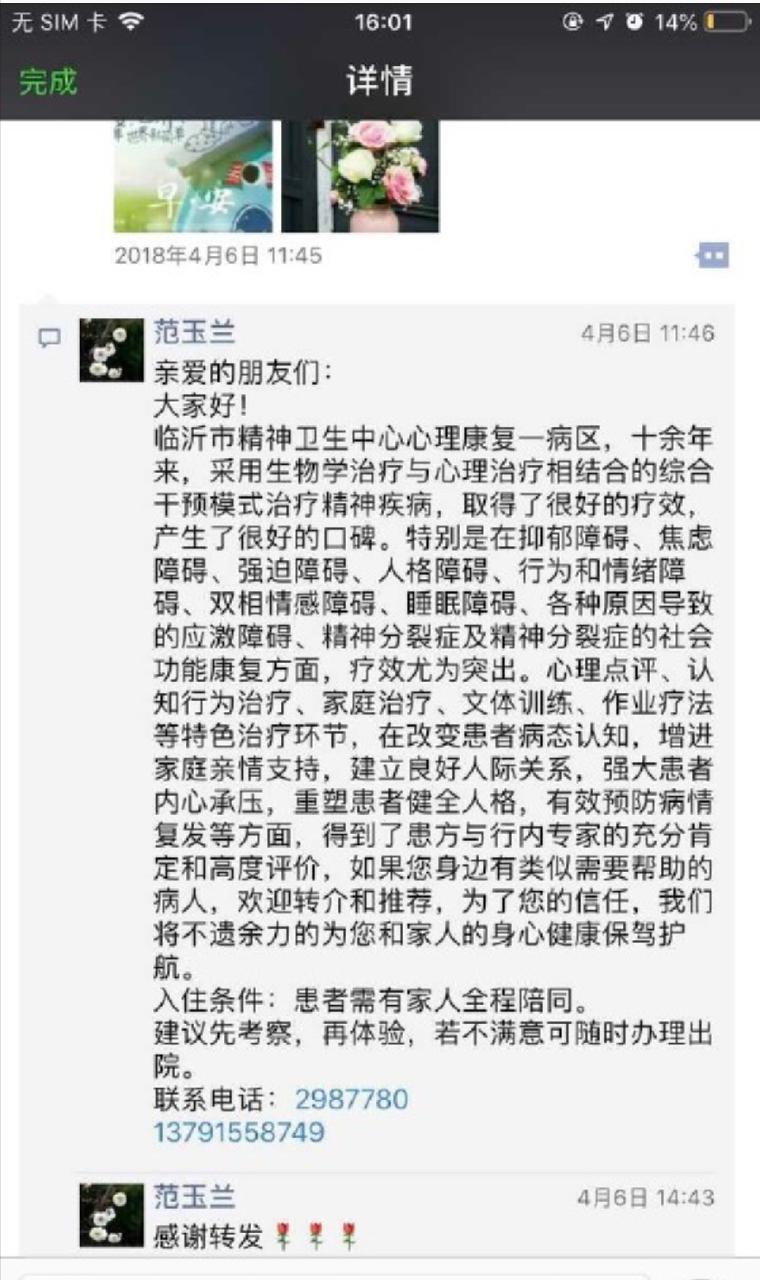 无 SIM 卡
16:01
14%
完成
详情
早·安
2018年4月6日 11:45
范玉兰
4月6日 11:46
亲爱的朋友们：
大家好！
临沂市精神卫生中心心理康复一病区，十余年
来，采用生物学治疗与心理治疗相结合的综合
干预模式治疗精神疾病，取得了很好的疗效，
产生了很好的口碑。特别是在抑郁障碍、焦虑
障碍、强迫障碍、人格障碍、行为和情绪障
碍、双相情感障碍、睡眠障碍、各种原因导致
的应激障碍、精神分裂症及精神分裂症的社会
功能康复方面，疗效尤为突出。心理点评、认
知行为治疗、家庭治疗、文体训练、作业疗法
等特色治疗环节，在改变患者病态认知，增进
家庭亲情支持，建立良好人际关系，强大患者
内心承压，重塑患者健全人格，有效预防病情
复发等方面，得到了患方与行内专家的充分肯
定和高度评价，如果您身边有类似需要帮助的
病人，欢迎转介和推荐，为了您的信任，我们
将不遗余力的为您和家人的身心健康保驾护
航。
入住条件：患者需有家人全程陪同。
建议先考察，再体验，若不满意可随时办理出
院。
联系电话：2987780
13791558749
范玉兰
4月6日 14:43
感谢转发🌹🌹🌹